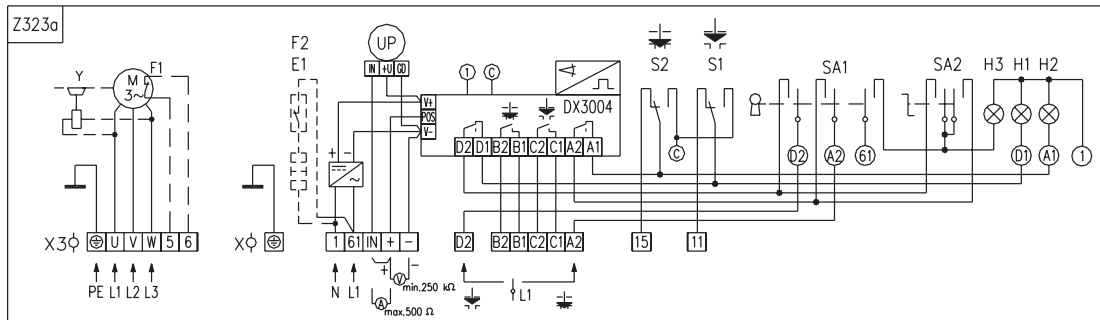 Z323a
Y
M
3~
F1
X3
U V W 5 6
PE L1 L2 L3
X
F2
E1
UP
IN +U GD
+ -
~
1 61 IN + -
N L1
+ -
V
min.250 kΩ
A
max.500 Ω
1 C
V+
POS
V-
DX3004
D2 D1 B2 B1 C2 C1 A2 A1
D2 B2 B1 C2 C1 A2
L1
S2 S1
C
15 11
SA1 SA2 H3 H1 H2
D2 A2 61 D1 A1 1